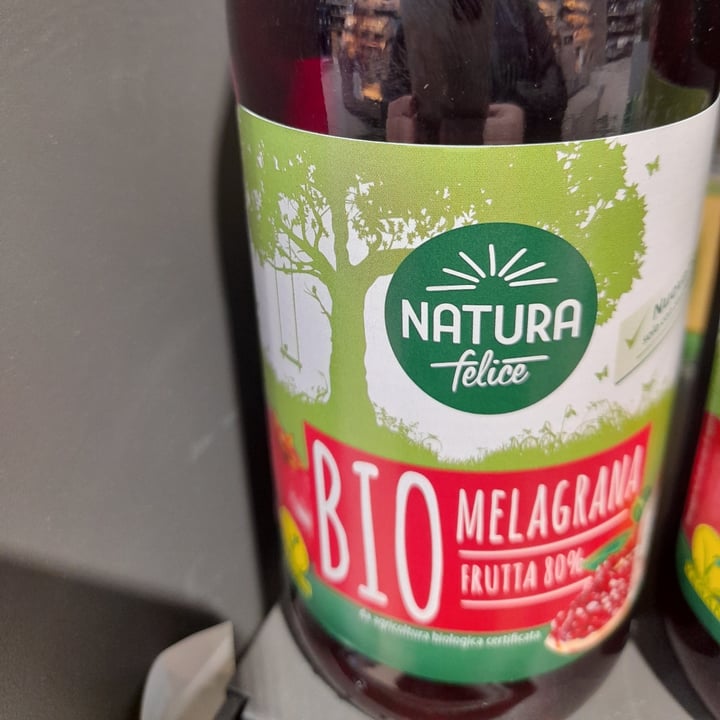 NATURA
felice
BIO
MELAGRANA
FRUTTA 80%
da agricoltura biologica certificata